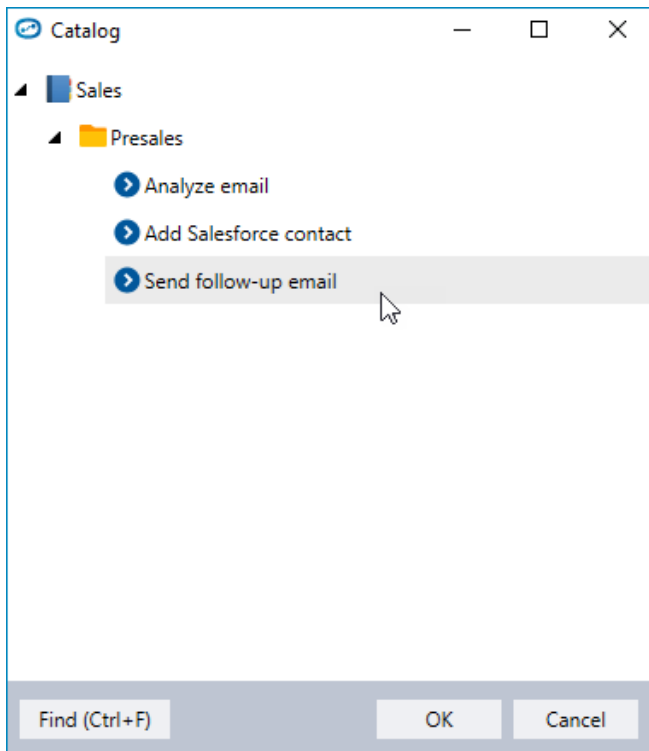 Catalog
Sales
Presales
Analyze email
Add Salesforce contact
Send follow-up email
Find (Ctrl+F)
OK
Cancel